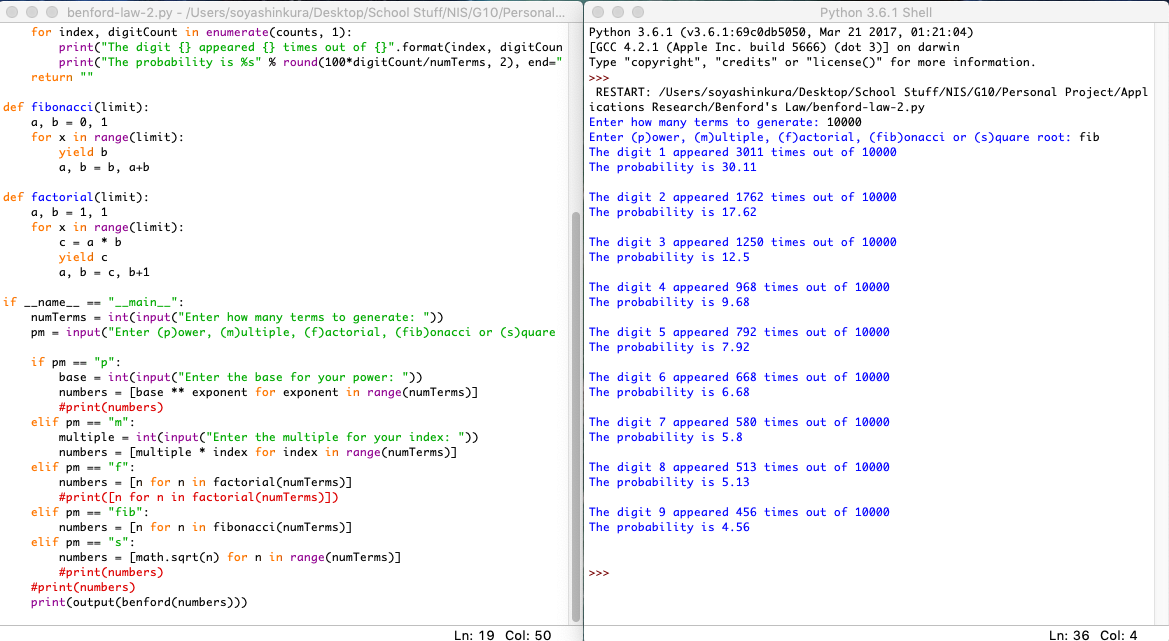 benford-law-2.py - /Users/soyashinkura/Desktop/School Stuff/NIS/G10/Personal...
for index, digitCount in enumerate(counts, 1):
print("The digit {} appeared {} times out of {}".format(index, digitCoun
print("The probability is %s" % round(100*digitCount/numTerms, 2), end="
return ""
def fibonacci(limit):
a, b = 0, 1
for x in range(limit):
yield b
a, b = b, a+b
def factorial(limit):
a, b = 1, 1
for x in range(limit):
c = a * b
yield c
a, b = c, b+1
if __name__ == "__main__":
numTerms = int(input("Enter how many terms to generate: "))
pm = input("Enter (p)ower, (m)ultiple, (f)actorial, (fib)onacci or (s)quare
if pm == "p":
base = int(input("Enter the base for your power: "))
numbers = [base ** exponent for exponent in range(numTerms)]
#print(numbers)
elif pm == "m":
multiple = int(input("Enter the multiple for your index: "))
numbers = [multiple * index for index in range(numTerms)]
elif pm == "f":
numbers = [n for n in factorial(numTerms)]
#print([n for n in factorial(numTerms)])
elif pm == "fib":
numbers = [n for n in fibonacci(numTerms)]
elif pm == "s":
numbers = [math.sqrt(n) for n in range(numTerms)]
#print(numbers)
#print(numbers)
print(output(benford(numbers)))
Ln: 19 Col: 50
Python 3.6.1 Shell
Python 3.6.1 (v3.6.1:69c0db5050, Mar 21 2017, 01:21:04)
[GCC 4.2.1 (Apple Inc. build 5666) (dot 3)] on darwin
Type "copyright", "credits" or "license()" for more information.
>>>
RESTART: /Users/soyashinkura/Desktop/School Stuff/NIS/G10/Personal Project/Appl
ications Research/Benford's Law/benford-law-2.py
Enter how many terms to generate: 10000
Enter (p)ower, (m)ultiple, (f)actorial, (fib)onacci or (s)quare root: fib
The digit 1 appeared 3011 times out of 10000
The probability is 30.11
The digit 2 appeared 1762 times out of 10000
The probability is 17.62
The digit 3 appeared 1250 times out of 10000
The probability is 12.5
The digit 4 appeared 968 times out of 10000
The probability is 9.68
The digit 5 appeared 792 times out of 10000
The probability is 7.92
The digit 6 appeared 668 times out of 10000
The probability is 6.68
The digit 7 appeared 580 times out of 10000
The probability is 5.8
The digit 8 appeared 513 times out of 10000
The probability is 5.13
The digit 9 appeared 456 times out of 10000
The probability is 4.56
>>>
Ln: 36 Col: 4